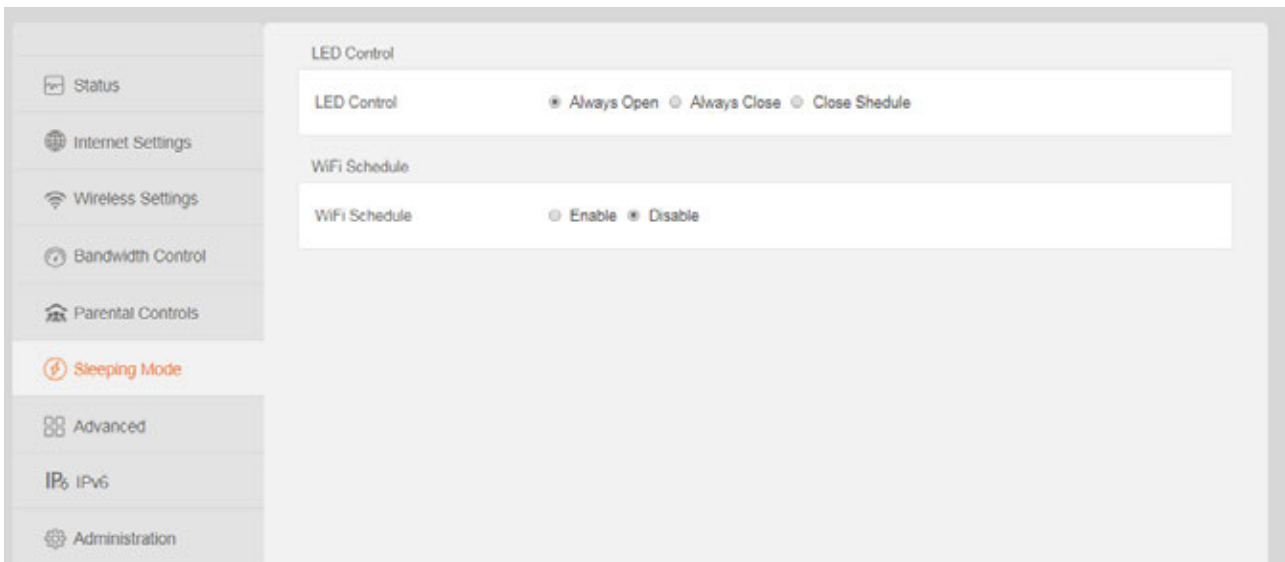 Status
Internet Settings
Wireless Settings
Bandwidth Control
Parental Controls
Sleeping Mode
Advanced
IP6 IPv6
Administration
LED Control
LED Control Always Open Always Close Close Shedule
WiFi Schedule
WiFi Schedule Enable Disable